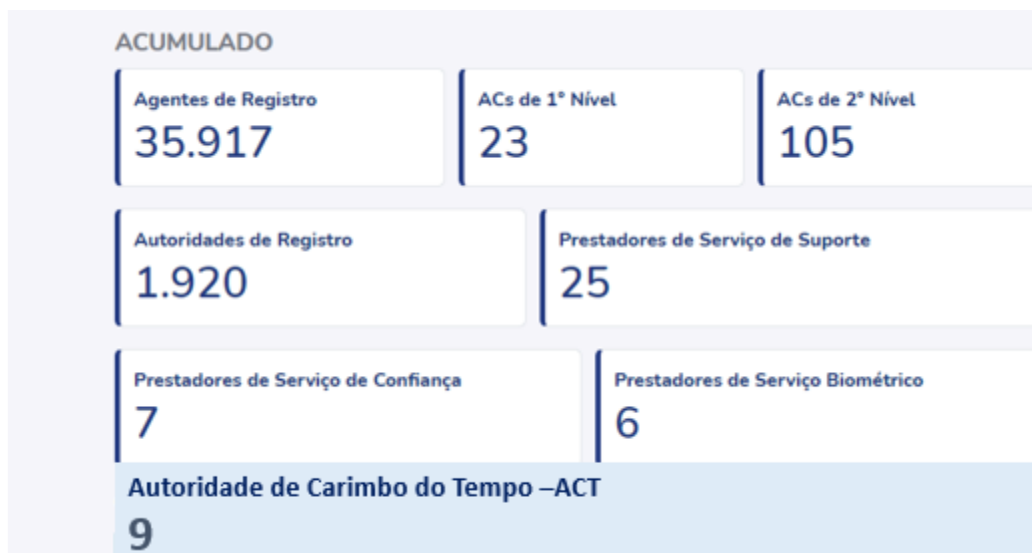 ACUMULADO
Agentes de Registro
35.917
ACs de 1° Nível
23
ACs de 2° Nível
105
Autoridades de Registro
1.920
Prestadores de Serviço de Suporte
25
Prestadores de Serviço de Confiança
7
Prestadores de Serviço Biométrico
6
Autoridade de Carimbo do Tempo –ACT
9